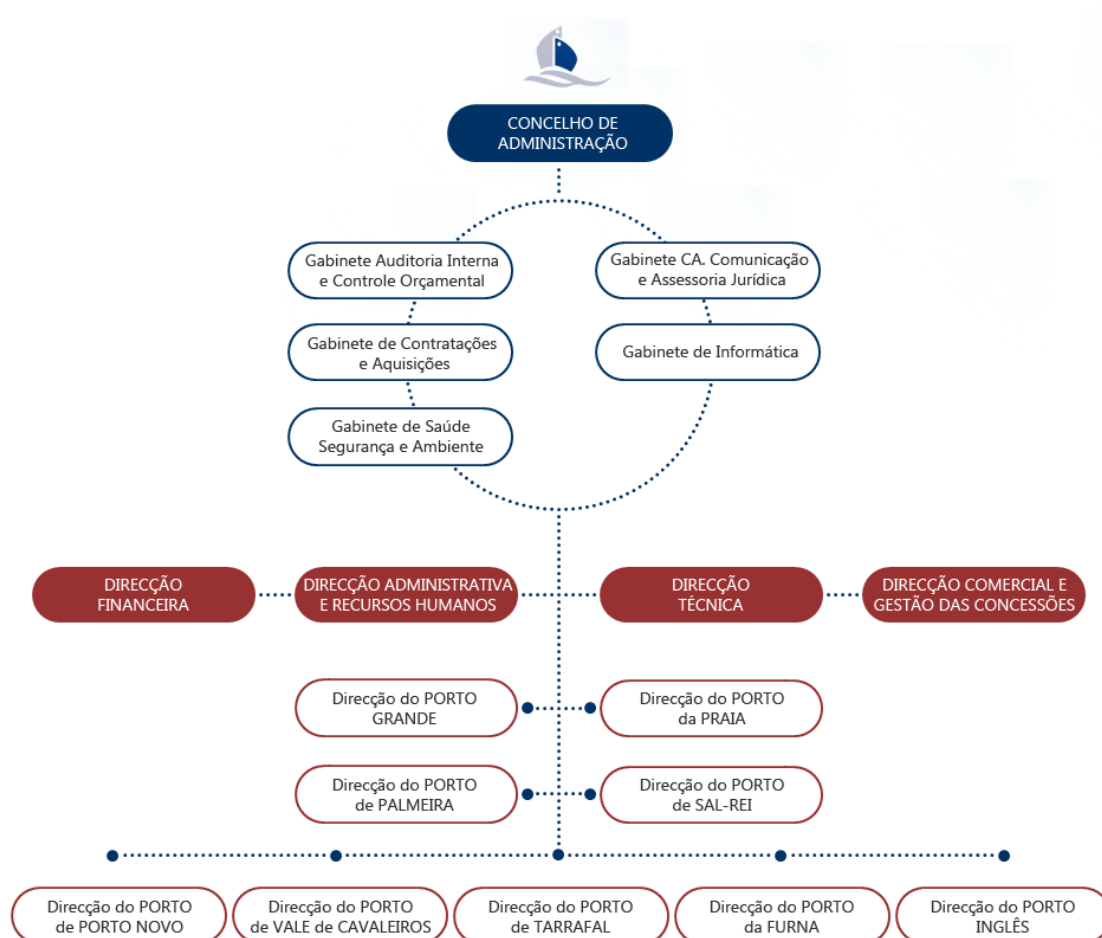 CONCELHO DE
ADMINISTRAÇÃO
Gabinete Auditoria Interna
e Controle Orçamental
Gabinete CA. Comunicação
e Assessoria Jurídica
Gabinete de Contratações
e Aquisições
Gabinete de Informática
Gabinete de Saúde
Segurança e Ambiente
DIRECÇÃO
FINANCEIRA
DIRECÇÃO ADMINISTRATIVA
E RECURSOS HUMANOS
DIRECÇÃO
TÉCNICA
DIRECÇÃO COMERCIAL E
GESTÃO DAS CONCESSÕES
Direcção do PORTO
GRANDE
Direcção do PORTO
da PRAIA
Direcção do PORTO
de PALMEIRA
Direcção do PORTO
de SAL-REI
Direcção do PORTO
de PORTO NOVO
Direcção do PORTO
de VALE de CAVALEIROS
Direcção do PORTO
de TARRAFAL
Direcção do PORTO
da FURNA
Direcção do PORTO
INGLÊS